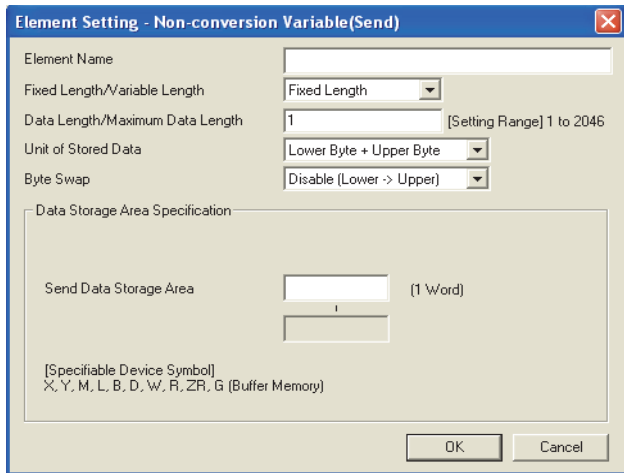 Element Setting - Non-conversion Variable(Send)
Element Name
Fixed Length/Variable Length Fixed Length
Data Length/Maximum Data Length 1 [Setting Range] 1 to 2046
Unit of Stored Data Lower Byte + Upper Byte
Byte Swap Disable (Lower -> Upper)
Data Storage Area Specification
Send Data Storage Area (1 Word)
[Specifiable Device Symbol]
X, Y, M, L, B, D, W, R, ZR, G (Buffer Memory)
OK Cancel